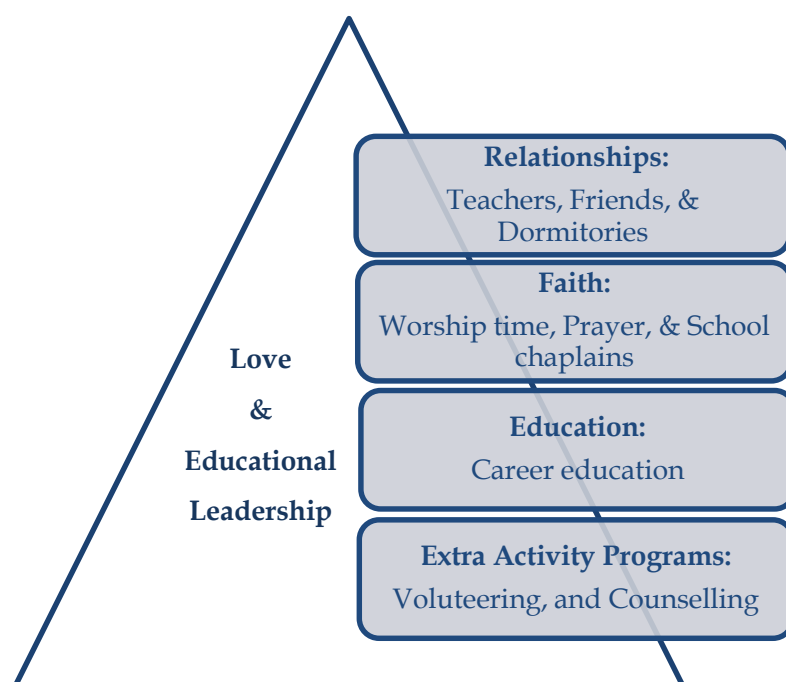 Relationships:
Teachers, Friends, &
Dormitories
Faith:
Worship time, Prayer, & School
chaplains
Love
&
Educational
Leadership
Education:
Career education
Extra Activity Programs:
Voluteering, and Counselling